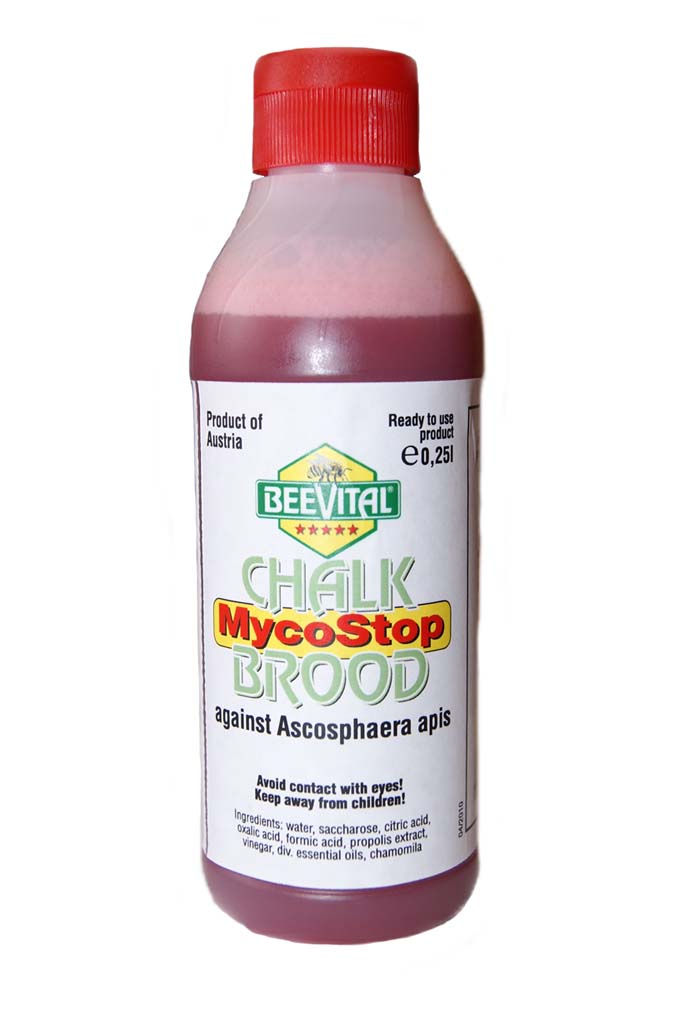 Product of
Austria
Ready to use
product
℮0,25l
BEEVITAL®
CHALK
MycoStop
BROOD
against Ascosphaera apis
Avoid contact with eyes!
Keep away from children!
Ingredients: water, saccharose, citric acid,
oxalic acid, formic acid, propolis extract,
vinegar, div. essential oils, chamomila
04/2010